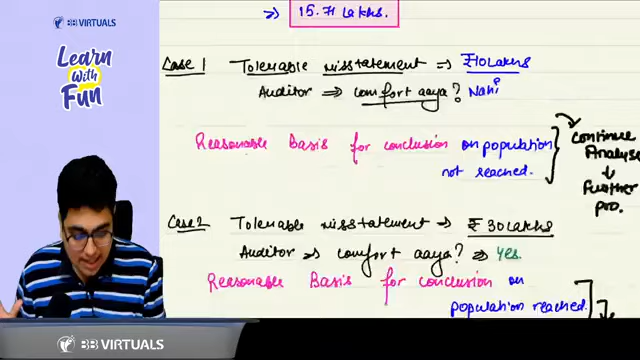 BB VIRTUALS
Learn
With
Fun
⇒ 15.71 lakhs.
Case 1 Tolerable misstatement ⇒ ₹10 Lakhs
Auditor ⇒ comfort aaya? Nahi
Reasonable Basis for conclusion on population
not reached.
Continue
Analyse
↓
Further
pro.
Case 2 Tolerable misstatement ⇒ ₹ 30 lakhs
Auditor ⇒ comfort aaya? ⇒ Yes.
Reasonable Basis for conclusion on
population reached.
BB VIRTUALS